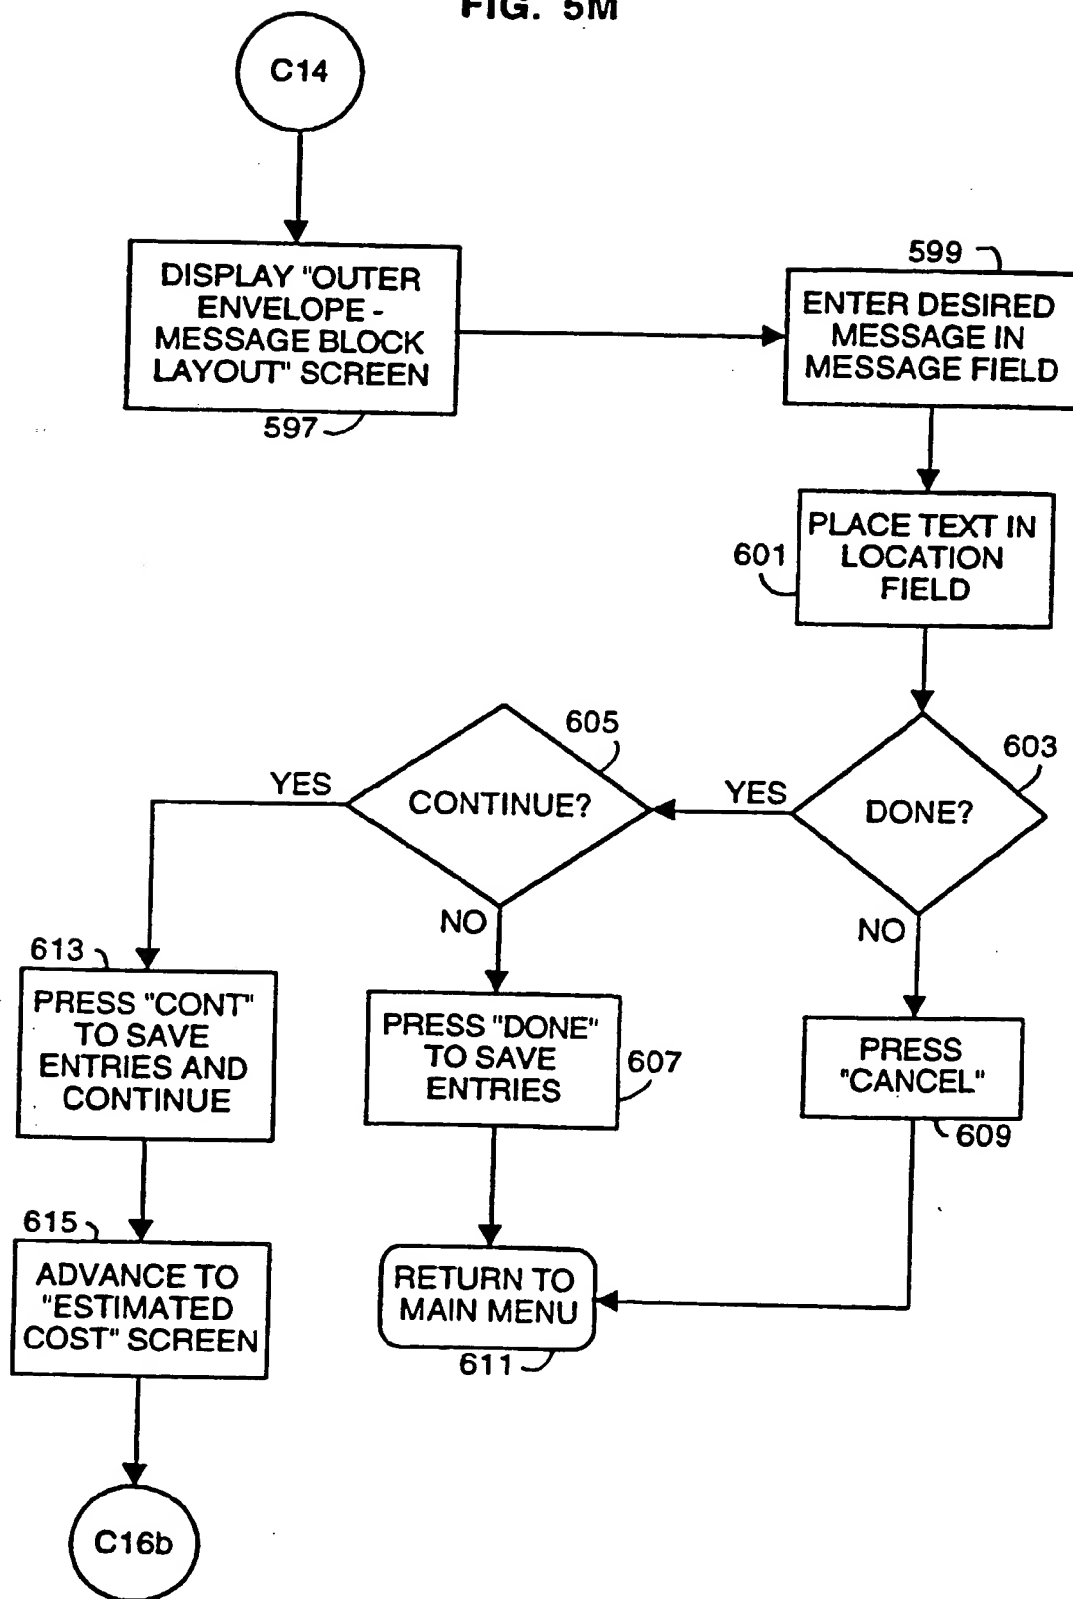 FIG. 5M
C14
DISPLAY "OUTER
ENVELOPE -
MESSAGE BLOCK
LAYOUT" SCREEN
597
599
ENTER DESIRED
MESSAGE IN
MESSAGE FIELD
PLACE TEXT IN
LOCATION
FIELD
601
603
DONE?
YES
NO
605
CONTINUE?
YES
NO
613
PRESS "CONT"
TO SAVE
ENTRIES AND
CONTINUE
PRESS "DONE"
TO SAVE
ENTRIES
607
PRESS
"CANCEL"
609
615
ADVANCE TO
"ESTIMATED
COST" SCREEN
RETURN TO
MAIN MENU
611
C16b